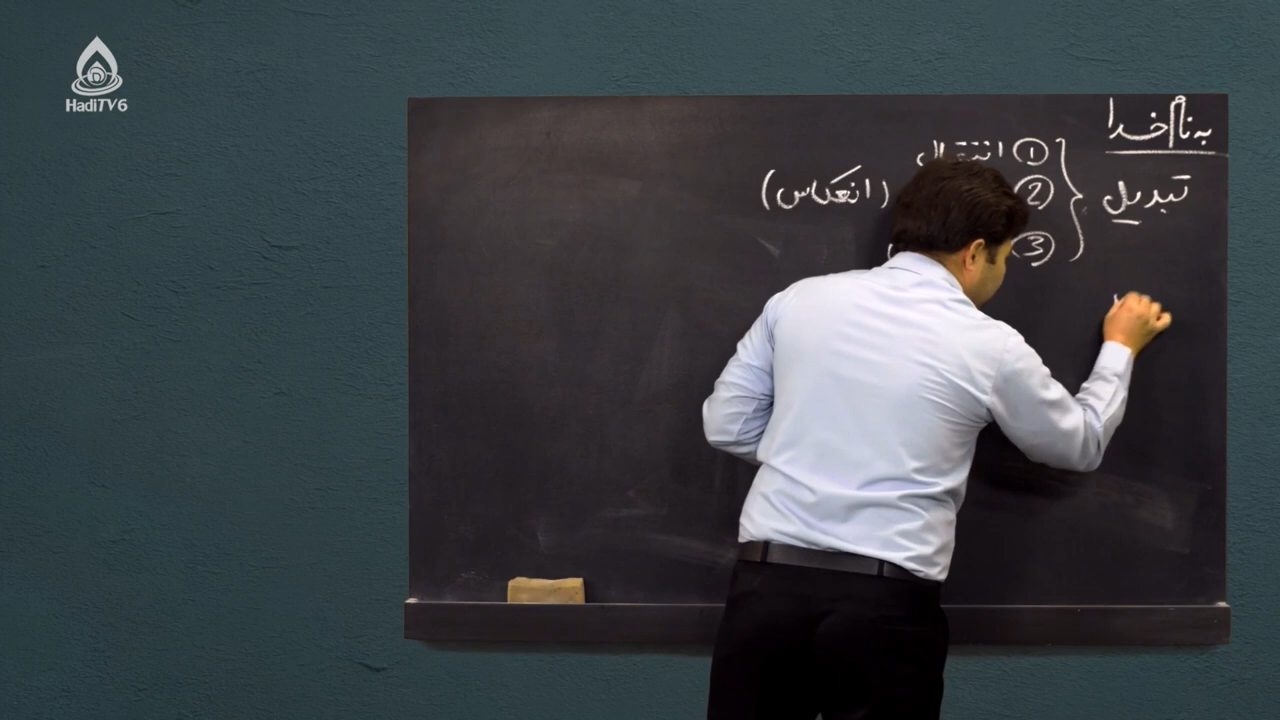 HadiTV6
به نام خدا
تبدیل
① انتقال
② (انعکاس)
③